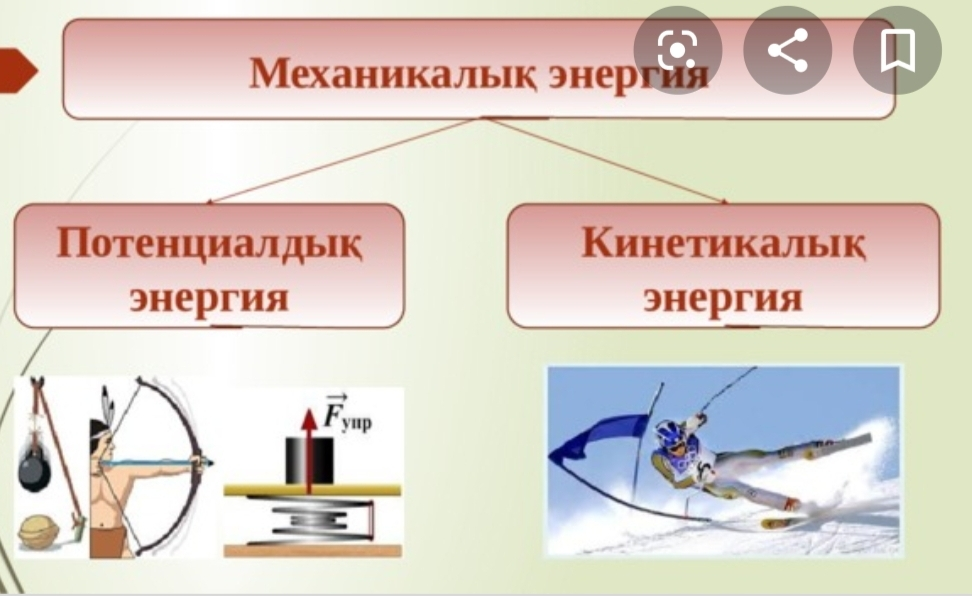 Механикалық энергия
Потенциалдық
энергия
Кинетикалық
энергия
Fупр